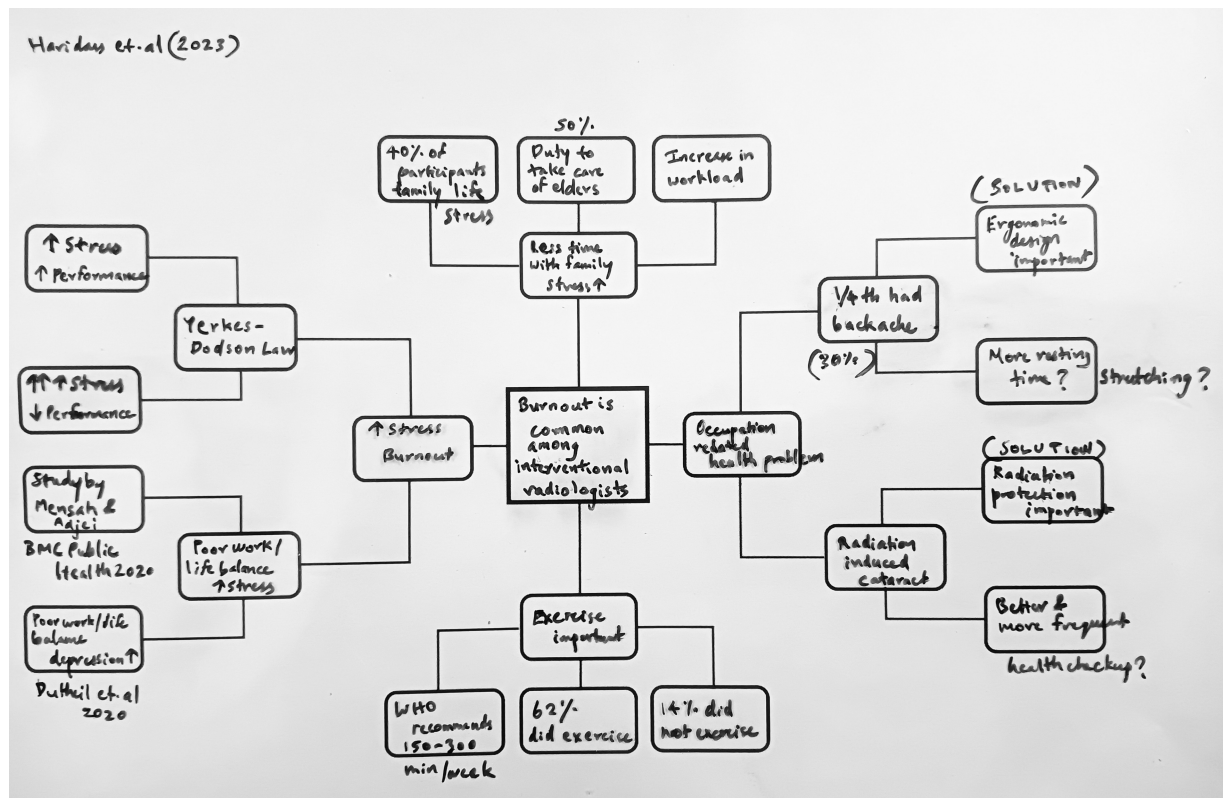 Haridas et.al (2023)
50%
40% of
participants
family life
stress
Duty to
take care
of elders
Increase in
workload
Less time
with family
stress ↑
(SOLUTION)
Ergonomic
design
important
↑ Stress
↑ Performance
Yerkes-
Dodson Law
↑↑↑ Stress
↓ Performance
1/4th had
backache
(30%)
More resting
time?
Stretching?
↑ Stress
Burnout
Burnout is
common
among
interventional
radiologists
Occupation
related
health problem
(SOLUTION)
Radiation
protection
important
Study by
Mensah &
Adjei
BMC Public
Health 2020
Poor work/
life balance
↑ Stress
Radiation
induced
cataract
Poor work/life
balance
depression ↑
Dutheil et.al
2020
Exercise
important
Better &
more frequent
health checkup?
WHO
recommends
150-300
min/week
62%
did exercise
14% did
not exercise